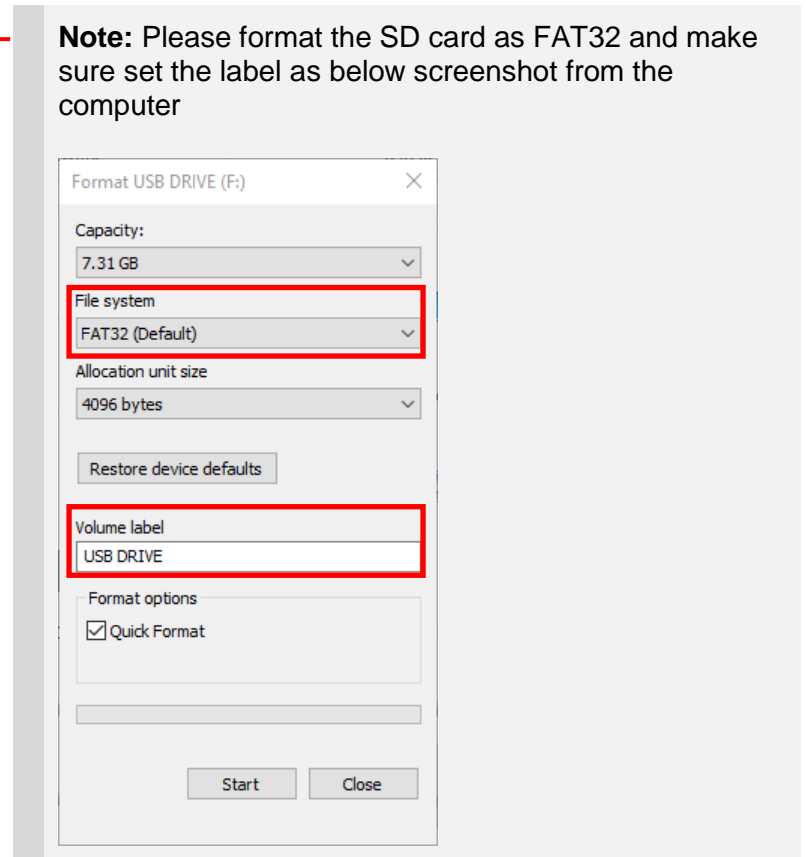 Note: Please format the SD card as FAT32 and make
sure set the label as below screenshot from the
computer
Format USB DRIVE (F:)
Capacity:
7.31 GB
File system
FAT32 (Default)
Allocation unit size
4096 bytes
Restore device defaults
Volume label
USB DRIVE
Format options
Quick Format
Start Close